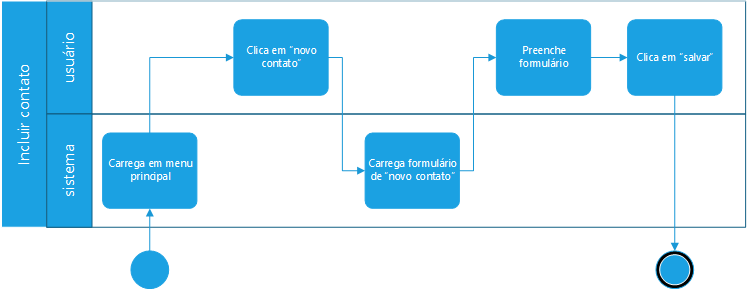 Incluir contato
usuário
sistema
Carrega em menu
principal
Clica em "novo
contato"
Carrega formulário
de "novo contato"
Preenche
formulário
Clica em "salvar"